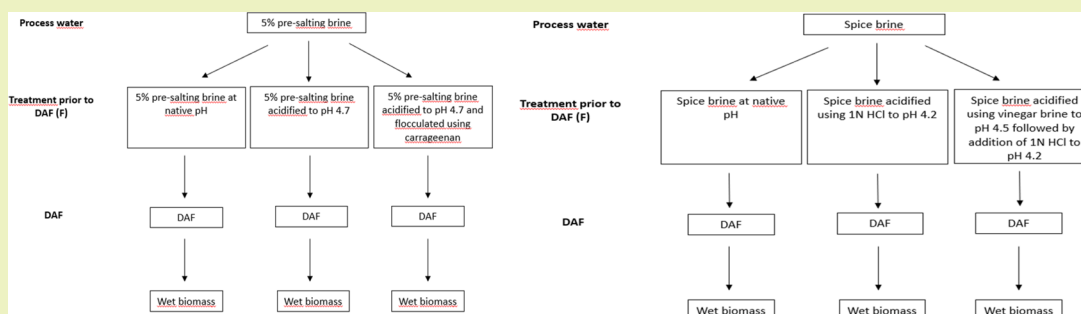 Process water
5% pre-salting brine
Treatment prior to
DAF (F)
5% pre-salting brine at
native pH
5% pre-salting brine
acidified to pH 4.7
5% pre-salting brine
acidified to pH 4.7 and
flocculated using
carrageenan
DAF
DAF
DAF
DAF
Wet biomass
Wet biomass
Wet biomass
Process water
Spice brine
Treatment prior to
DAF (F)
Spice brine at native
pH
Spice brine acidified
using 1N HCl to pH 4.2
Spice brine acidified
using vinegar brine to
pH 4.5 followed by
addition of 1N HCl to
pH 4.2
DAF
DAF
DAF
DAF
Wet biomass
Wet biomass
Wet biomass